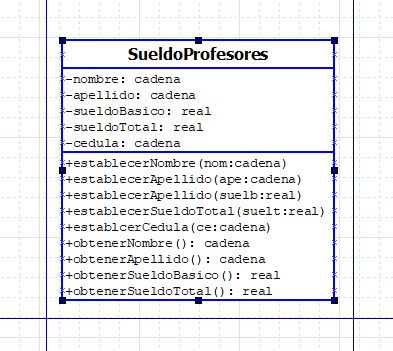 SueldoProfesores
-nombre: cadena
-apellido: cadena
-sueldoBasico: real
-sueldoTotal: real
-cedula: cadena
+establecerNombre(nom:cadena)
+establecerApellido(ape:cadena)
+establecerApellido(suelb:real)
+establecerSueldoTotal(suelt:real)
+establcerCedula(ce:cadena)
+obtenerNombre(): cadena
+obtenerApellido(): cadena
+obtenerSueldoBasico(): real
+obtenerSueldoTotal(): real